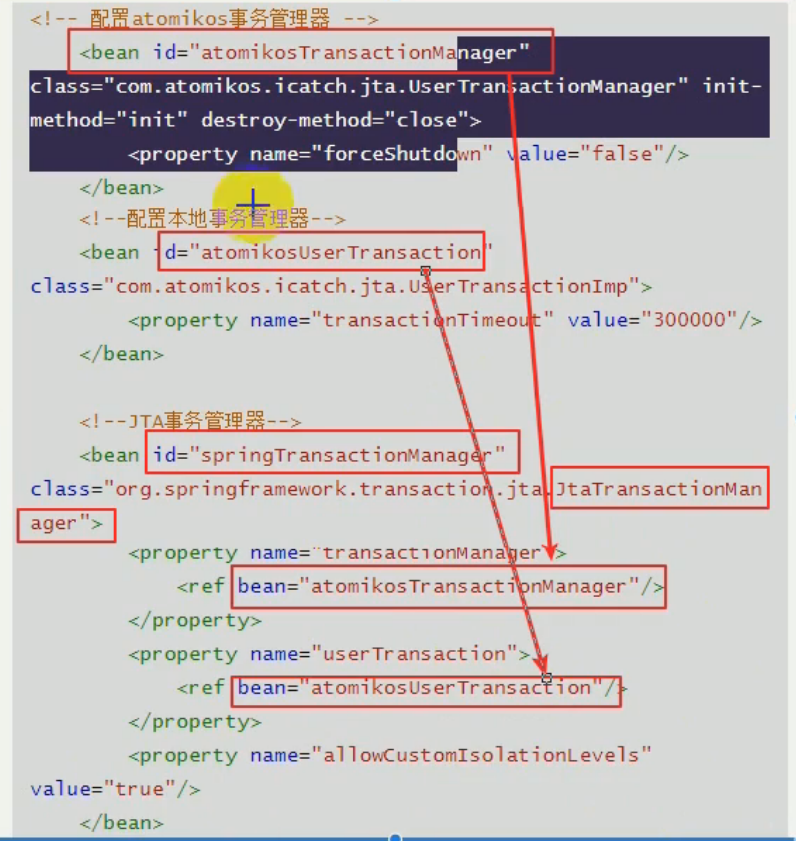 <!-- 配置atomikos事务管理器 -->
<bean id="atomikosTransactionManager"
class="com.atomikos.icatch.jta.UserTransactionManager" init-
method="init" destroy-method="close">
<property name="forceShutdown" value="false"/>
</bean>
<!--配置本地事务管理器-->
<bean id="atomikosUserTransaction"
class="com.atomikos.icatch.jta.UserTransactionImp">
<property name="transactionTimeout" value="300000"/>
</bean>
<!--JTA事务管理器-->
<bean id="springTransactionManager"
class="org.springframework.transaction.jta.JtaTransactionMan
ager">
<property name="transactionManager">
<ref bean="atomikosTransactionManager"/>
</property>
<property name="userTransaction">
<ref bean="atomikosUserTransaction"/>
</property>
<property name="allowCustomIsolationLevels"
value="true"/>
</bean>